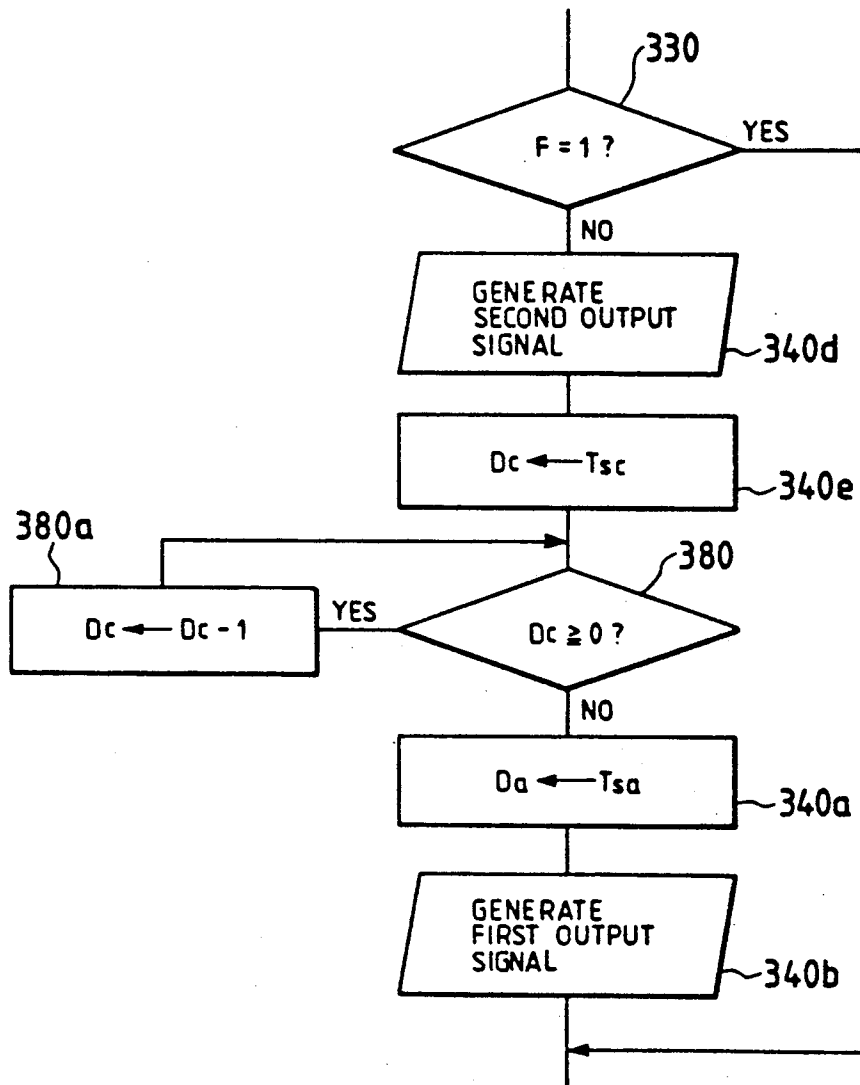 330
F = 1 ?
YES
NO
GENERATE
SECOND OUTPUT
SIGNAL
340d
Dc ← Tsc
340e
380a
380
Dc ← Dc - 1
YES
Dc ≧ 0 ?
NO
Da ← Tsa
340a
GENERATE
FIRST OUTPUT
SIGNAL
340b